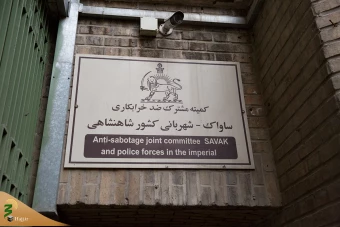 کمیته مشترک ضد خرابکاری
ساواک - شهربانی کشور شاهنشاهی
Anti-sabotage joint committee SAVAK
and police forces in the imperial